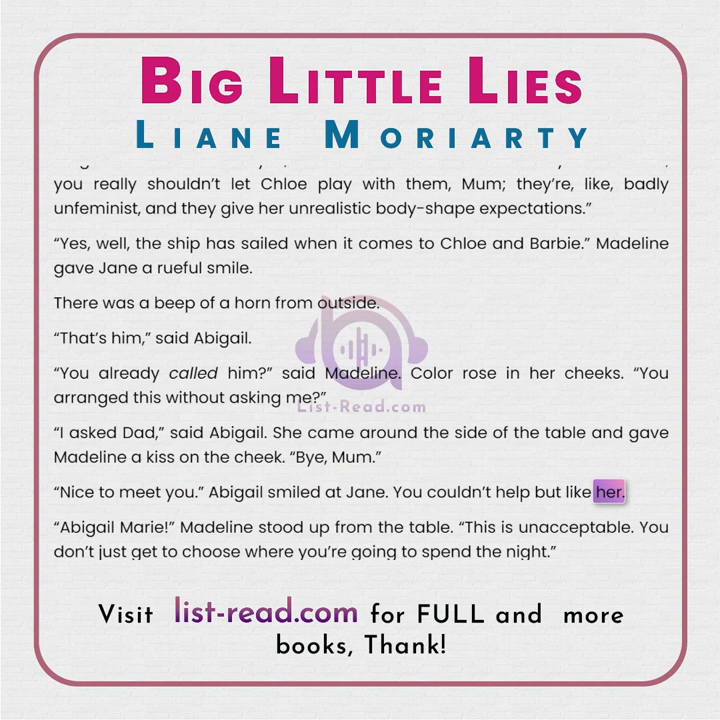 Big Little Lies
Liane Moriarty
you really shouldn't let Chloe play with them, Mum; they're, like, badly
unfeminist, and they give her unrealistic body-shape expectations."
"Yes, well, the ship has sailed when it comes to Chloe and Barbie." Madeline
gave Jane a rueful smile.
There was a beep of a horn from outside.
"That's him," said Abigail.
"You already called him?" said Madeline. Color rose in her cheeks. "You
arranged this without asking me?"
List-Read.com
"I asked Dad," said Abigail. She came around the side of the table and gave
Madeline a kiss on the cheek. "Bye, Mum."
"Nice to meet you." Abigail smiled at Jane. You couldn't help but like her.
"Abigail Marie!" Madeline stood up from the table. "This is unacceptable. You
don't just get to choose where you're going to spend the night."
Visit list-read.com for FULL and more
books, Thank!